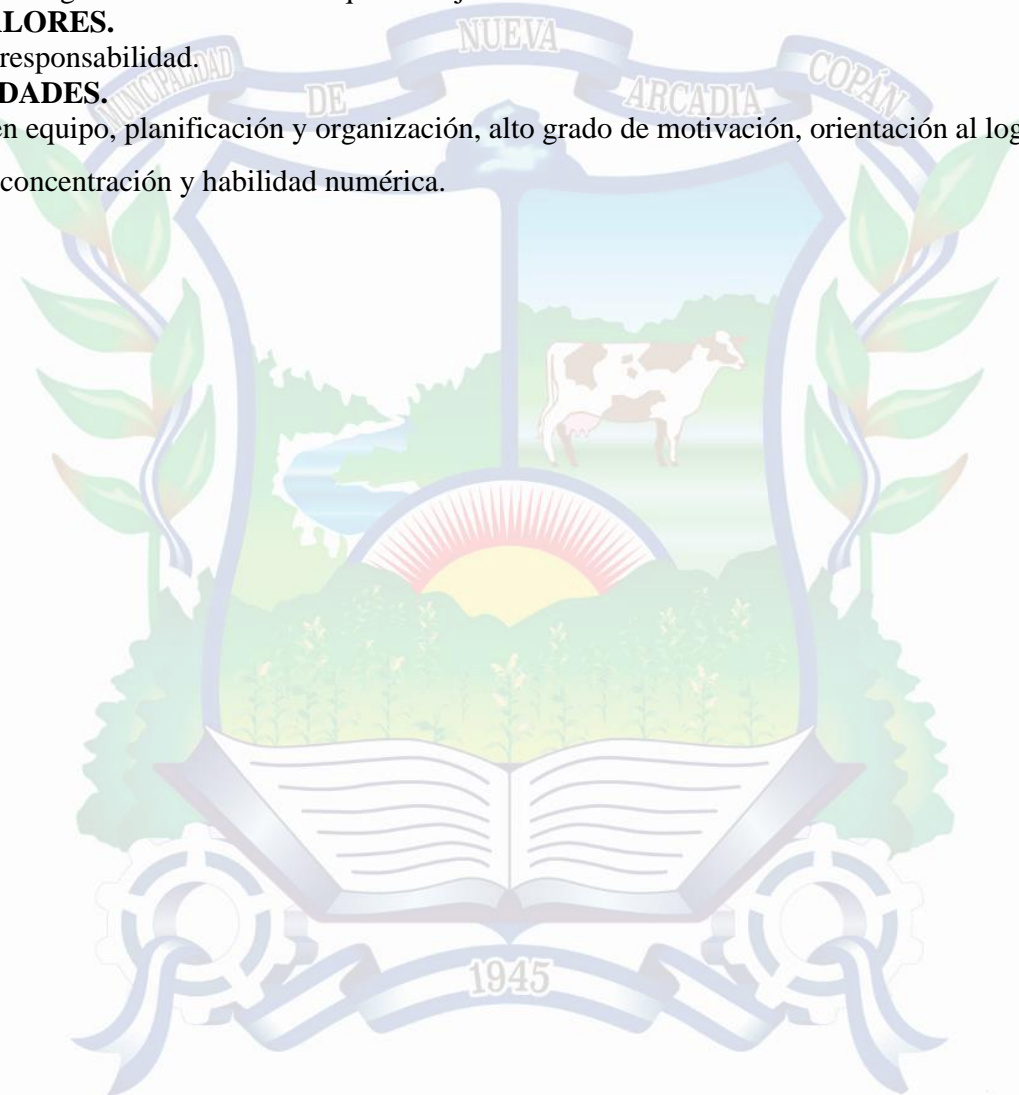 ALORES.
responsabilidad.
DADES.
en equipo, planificación y organización, alto grado de motivación, orientación al log
concentración y habilidad numérica.
MUNICIPALIDAD DE NUEVA ARCADIA COPÁN
1945